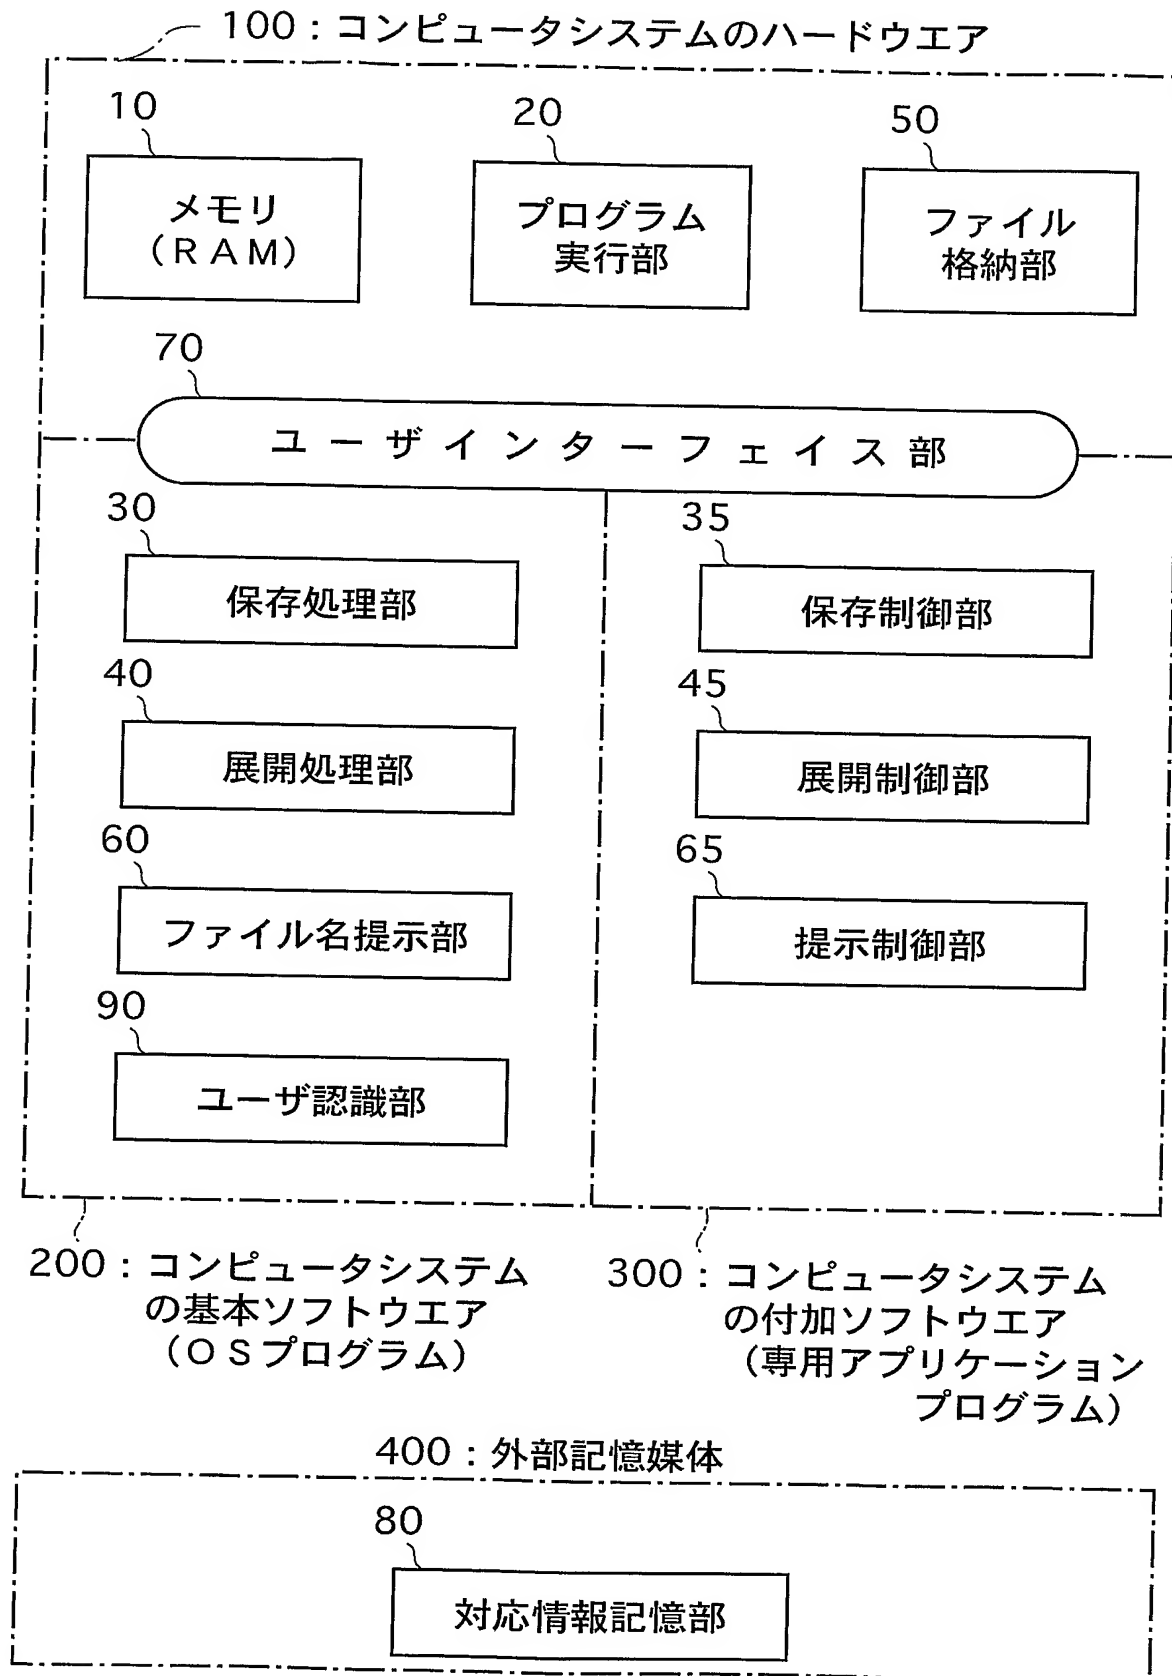 100：コンピュータシステムのハードウエア
10
メモリ
（ＲＡＭ）
20
プログラム
実行部
50
ファイル
格納部
70
ユーザインターフェイス部
30
保存処理部
35
保存制御部
40
展開処理部
45
展開制御部
60
ファイル名提示部
65
提示制御部
90
ユーザ認識部
200：コンピュータシステム
の基本ソフトウエア
（ＯＳプログラム）
300：コンピュータシステム
の付加ソフトウエア
（専用アプリケーション
プログラム）
400：外部記憶媒体
80
対応情報記憶部